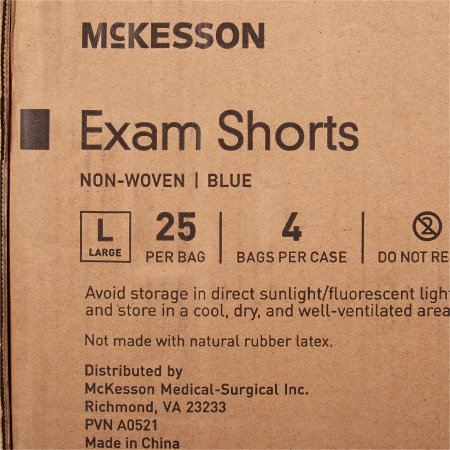 McKESSON
Exam Shorts
NON-WOVEN | BLUE
L 25 4 2
LARGE PER BAG BAGS PER CASE DO NOT RE
Avoid storage in direct sunlight/fluorescent ligh
and store in a cool, dry, and well-ventilated area
Not made with natural rubber latex.
Distributed by
McKesson Medical-Surgical Inc.
Richmond, VA 23233
PVN A0521
Made in China